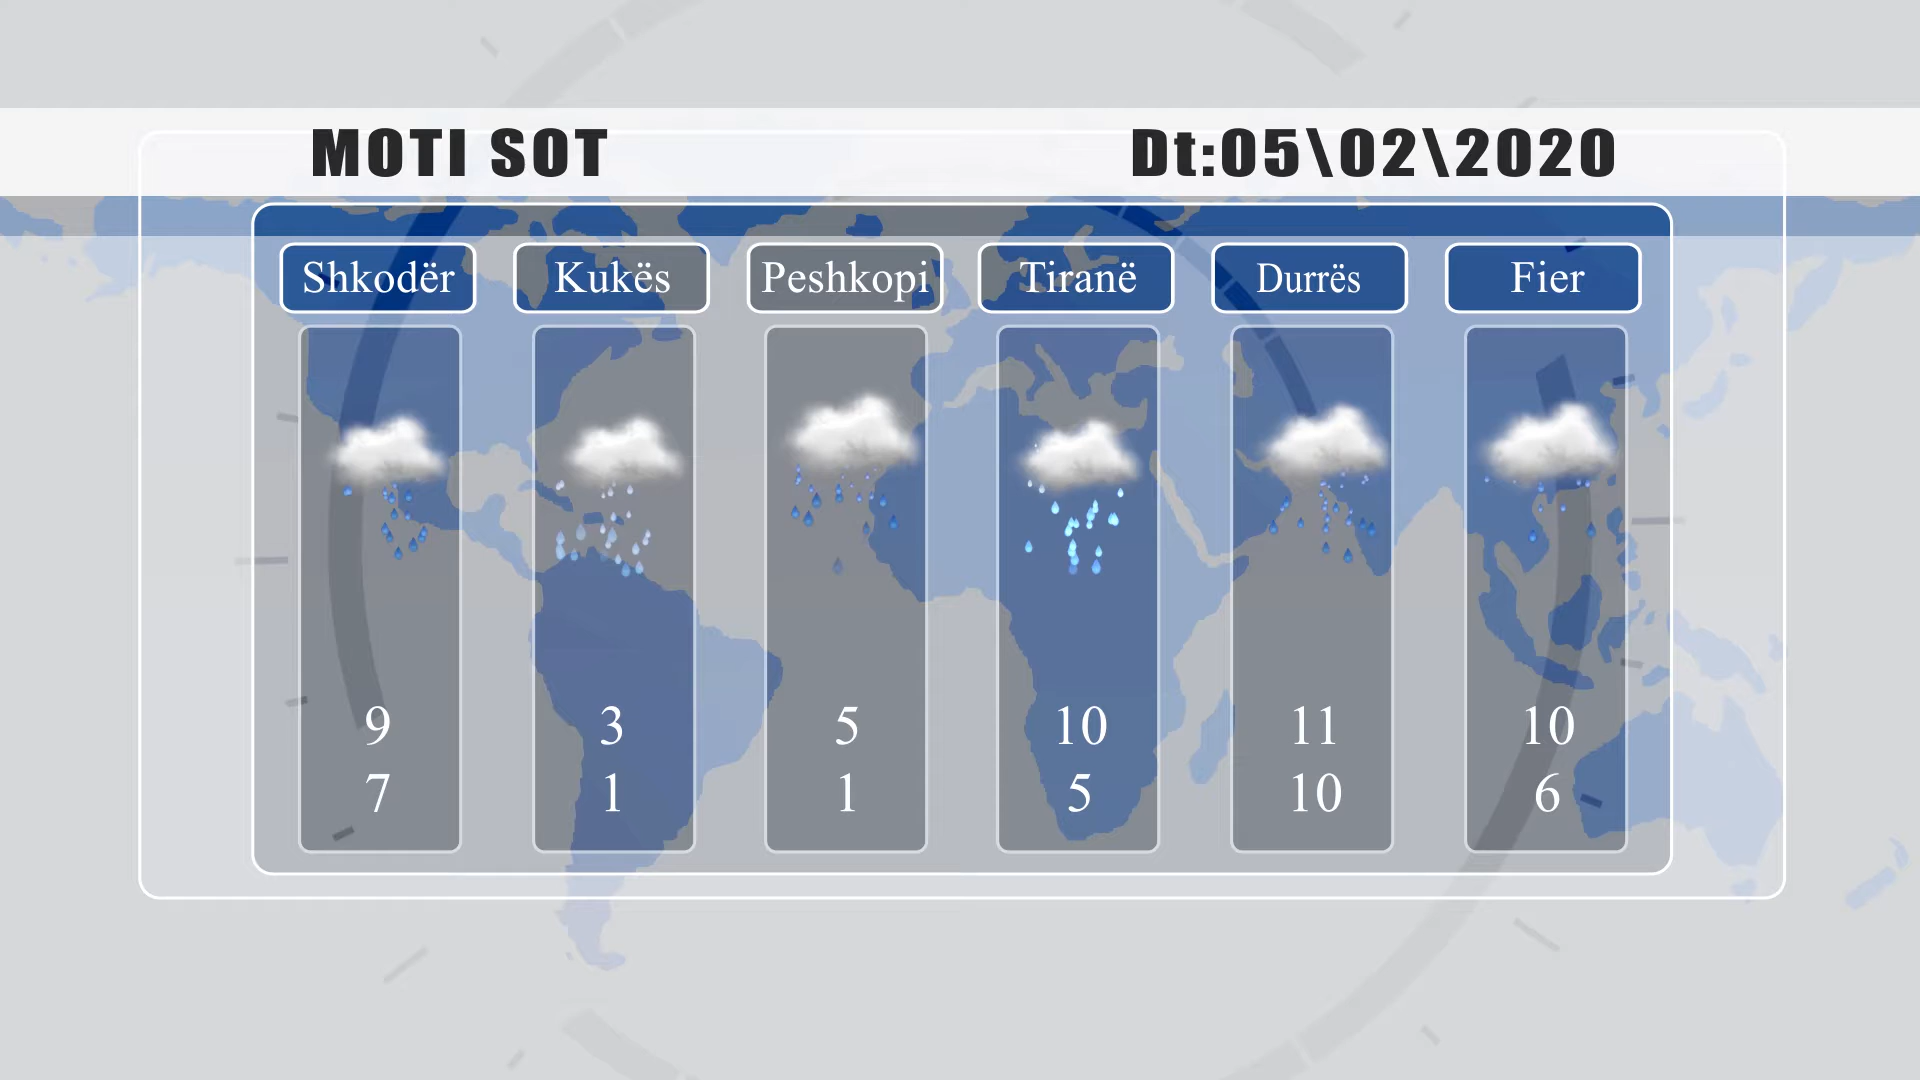 MOTI SOT
Dt:05\02\2020
Shkodër Kukës Peshkopi Tiranë Durrës Fier
9 3 5 10 11 10
7 1 1 5 10 6